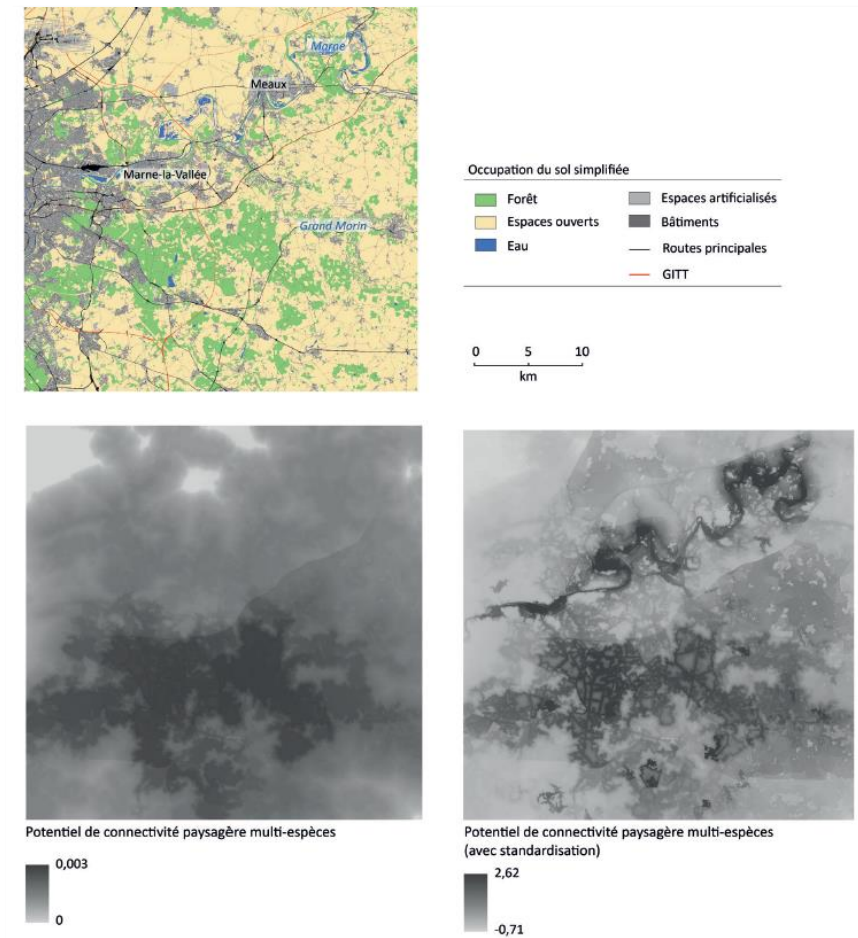 Marne
Meaux
Marne-la-Vallée
Grand Morin
Occupation du sol simplifiée
Forêt
Espaces ouverts
Eau
Espaces artificialisés
Bâtiments
Routes principales
GITT
0 5 10
km
Potentiel de connectivité paysagère multi-espèces
0,003
0
Potentiel de connectivité paysagère multi-espèces
(avec standardisation)
2,62
-0,71